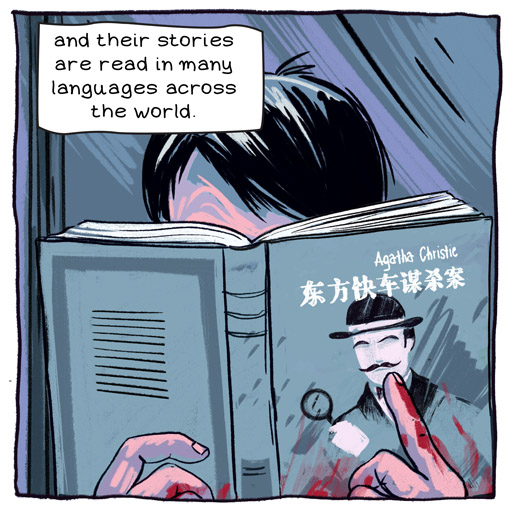 and their stories
are read in many
languages across
the world.
Agatha Christie
东方快车谋杀案